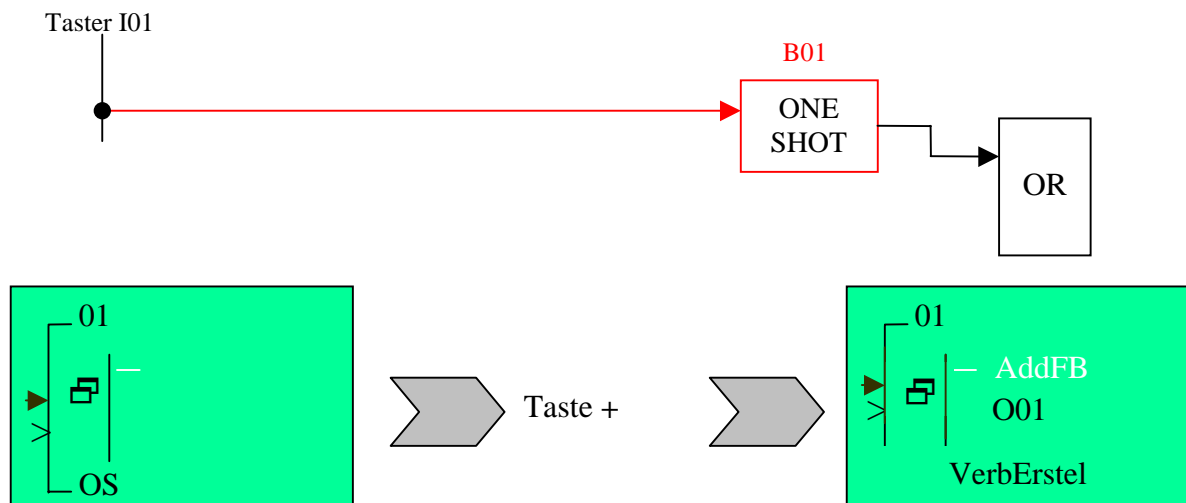 Taster I01
B01
ONE
SHOT
OR
01
OS
Taste +
01
AddFB
O01
VerbErstel